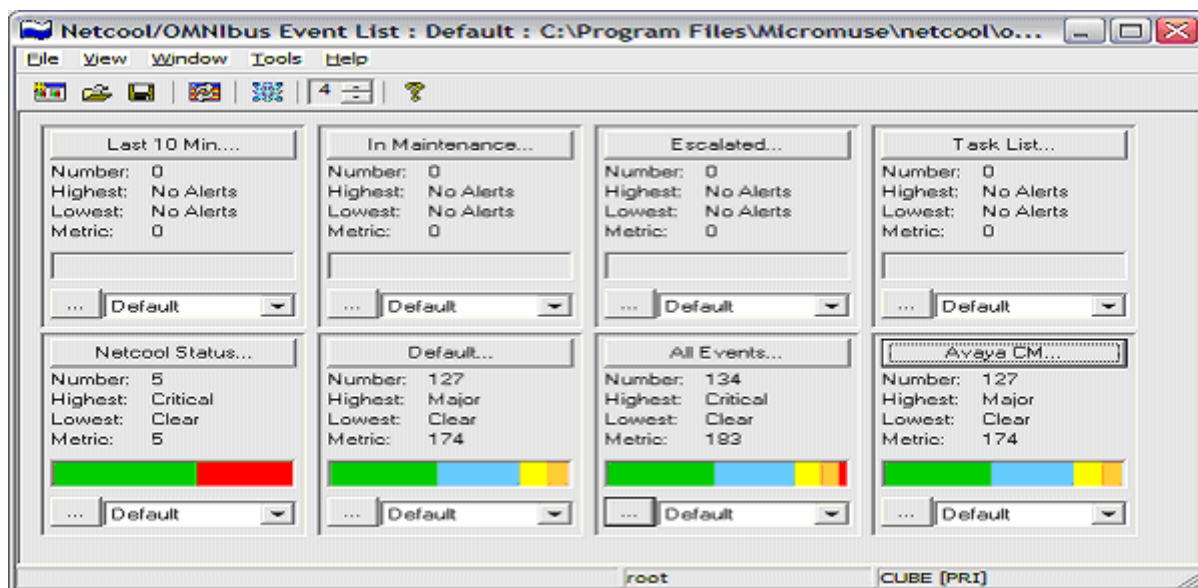 Netcool/OMNIbus Event List : Default : C:\Program Files\Micromuse\netcool\o...
File View Window Tools Help
4
Last 10 Min.... In Maintenance... Escalated... Task List...
Number: 0 Number: 0 Number: 0 Number: 0
Highest: No Alerts Highest: No Alerts Highest: No Alerts Highest: No Alerts
Lowest: No Alerts Lowest: No Alerts Lowest: No Alerts Lowest: No Alerts
Metric: 0 Metric: 0 Metric: 0 Metric: 0
... Default ... Default ... Default ... Default
Netcool Status... Default... All Events... Avaya CM...
Number: 5 Number: 127 Number: 134 Number: 127
Highest: Critical Highest: Major Highest: Critical Highest: Major
Lowest: Clear Lowest: Clear Lowest: Clear Lowest: Clear
Metric: 5 Metric: 174 Metric: 183 Metric: 174
... Default ... Default ... Default ... Default
root CUBE [PRI]